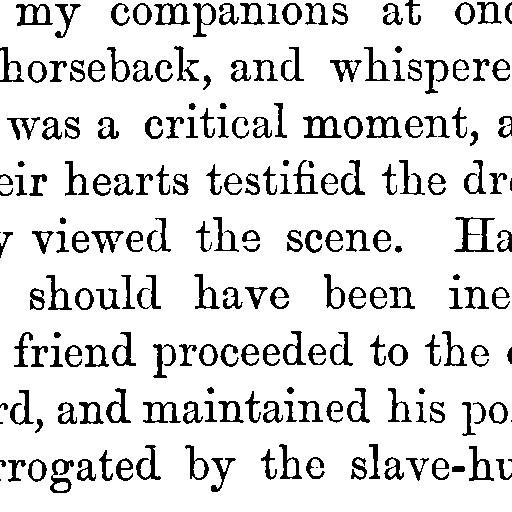 my companions at onc
horseback, and whispere
was a critical moment, a
eir hearts testified the dre
y viewed the scene. Ha
should have been ine
friend proceeded to the
rd, and maintained his po
rrogated by the slave-hu